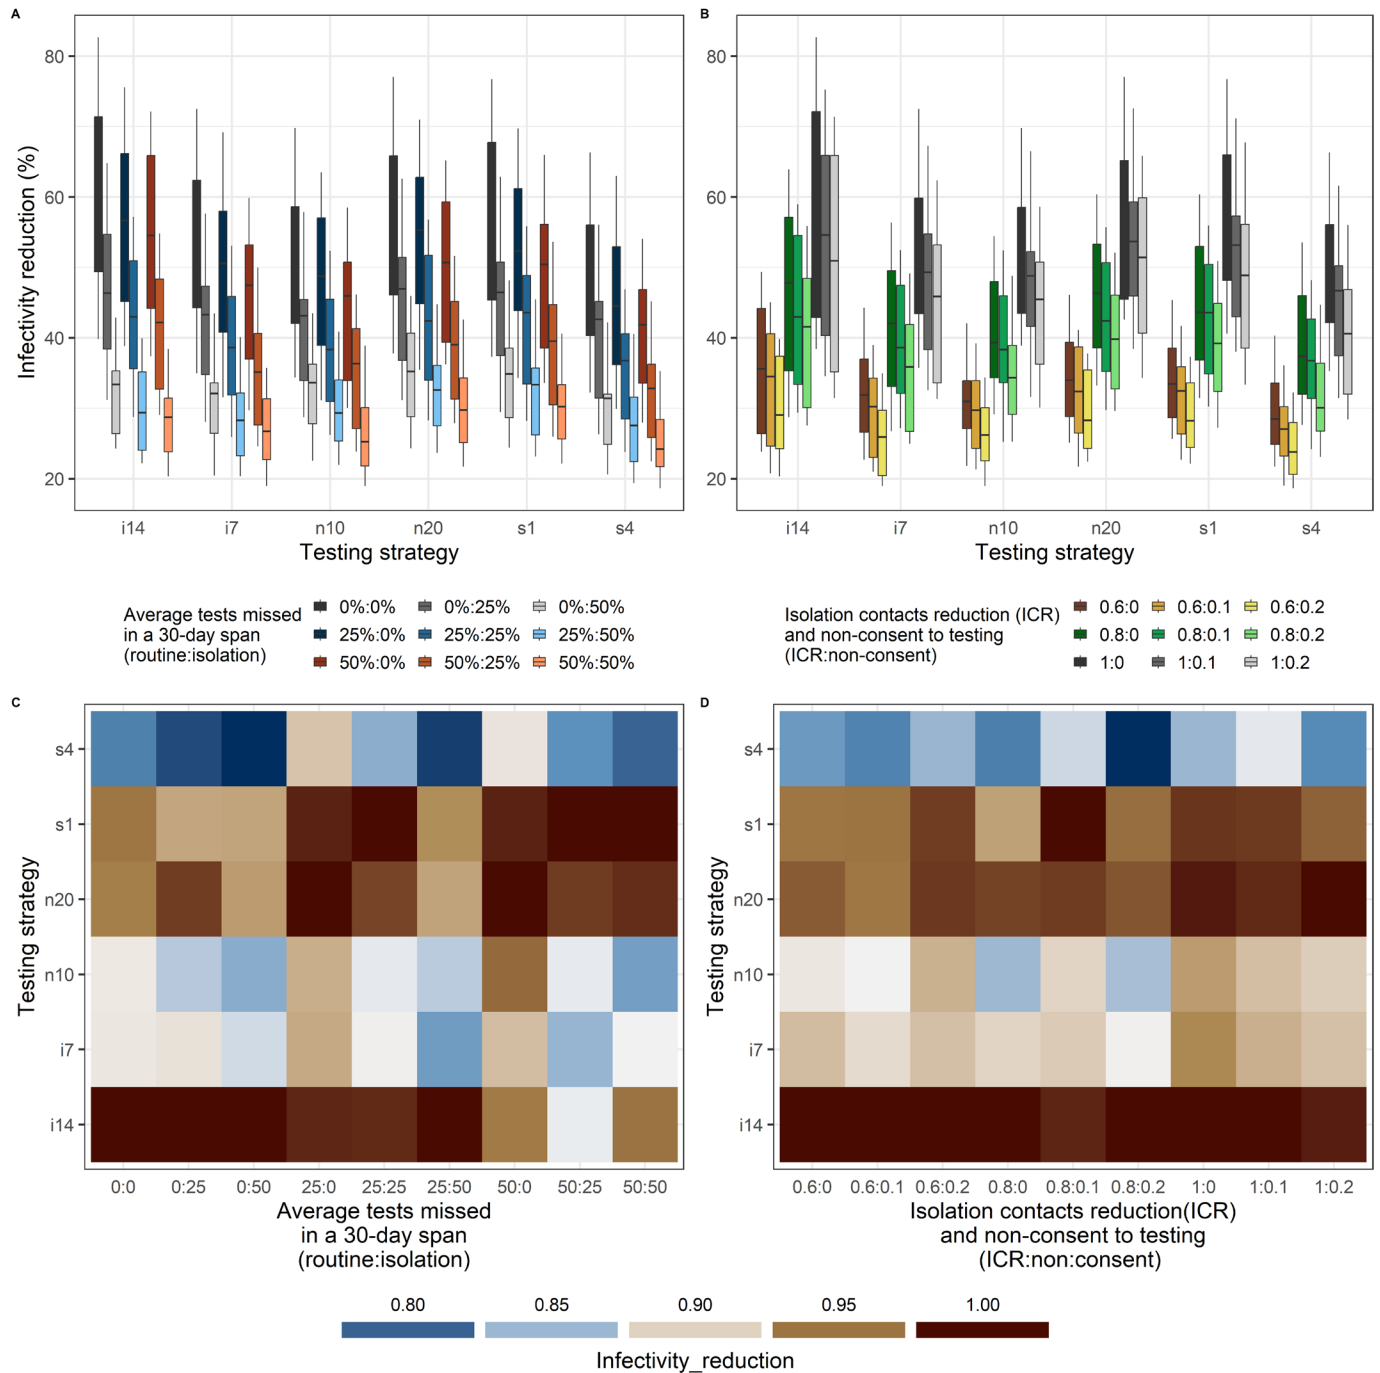 A
B
Infectivity reduction (%)
80
60
40
20
80
60
40
20
i14 i7 n10 n20 s1 s4
i14 i7 n10 n20 s1 s4
Testing strategy
Testing strategy
Average tests missed
in a 30-day span
(routine:isolation)
0%:0% 0%:25% 0%:50%
25%:0% 25%:25% 25%:50%
50%:0% 50%:25% 50%:50%
Isolation contacts reduction (ICR)
and non-consent to testing
(ICR:non-consent)
0.6:0 0.6:0.1 0.6:0.2
0.8:0 0.8:0.1 0.8:0.2
1:0 1:0.1 1:0.2
C
D
Testing strategy
s4
s1
n20
n10
i7
i14
Testing strategy
s4
s1
n20
n10
i7
i14
0:0 0:25 0:50 25:0 25:25 25:50 50:0 50:25 50:50
Average tests missed
in a 30-day span
(routine:isolation)
0.6:0 0.6:0.1 0.6:0.2 0.8:0 0.8:0.1 0.8:0.2 1:0 1:0.1 1:0.2
Isolation contacts reduction(ICR)
and non-consent to testing
(ICR:non:consent)
0.80 0.85 0.90 0.95 1.00
Infectivity_reduction